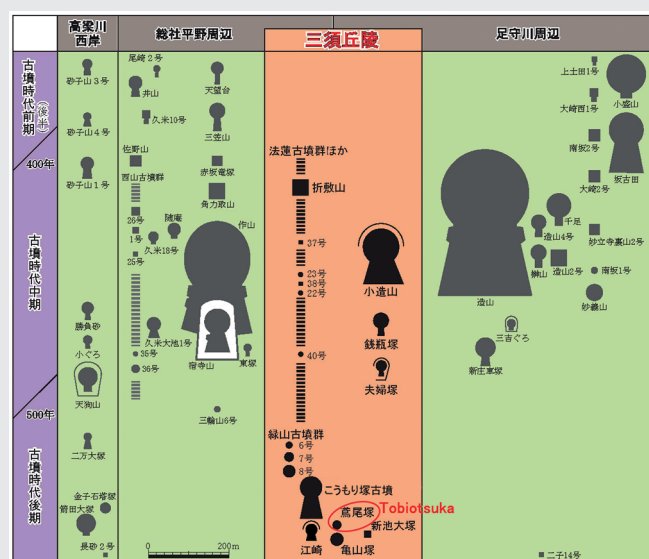 高梁川
西岸
総社平野周辺
三須丘陵
足守川周辺
古墳時代前期
(後半)
400年
古墳時代中期
500年
古墳時代後期
砂子山3号
砂子山4号
砂子山1号
勝負砂
小ぐろ
天狗山
二万大塚
金子石塔塚
箭田大塚
長砂2号
尾崎2号
井山
天望台
久米10号
三笠山
佐野山
赤坂竜塚
西山古墳群
角力取山
26号
随庵
作山
1号
久米18号
25号
久米大池1号
35号
宿寺山
東塚
36号
三輪山6号
0
200m
法蓮古墳群ほか
折敷山
37号
23号
38号
22号
小造山
銭瓶塚
40号
夫婦塚
緑山古墳群
6号
7号
8号
こうもり塚古墳
鳶尾塚
Tobiotsuka
新池大塚
江崎
亀山塚
上土田1号
小盛山
大崎西1号
南坂2号
坂古田
大崎2号
千足
造山4号
妙立寺裏山2号
榊山
造山2号
南坂1号
造山
妙義山
三吉ぐろ
新庄車塚
二子14号